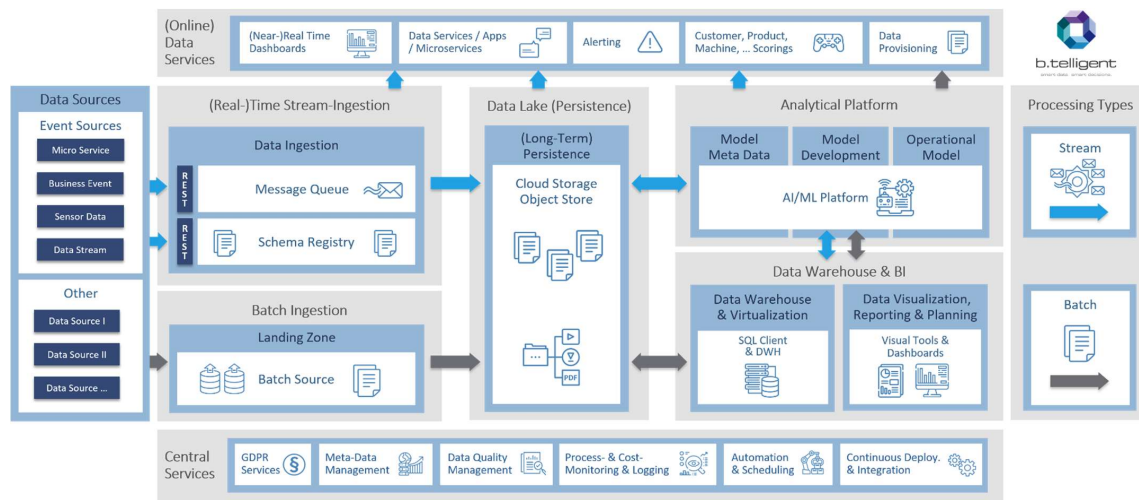 (Online)
Data
Services
(Near-)Real Time
Dashboards
Data Services / Apps
/ Microservices
Alerting
Customer, Product,
Machine, ... Scorings
Data
Provisioning
b.telligent
smart data. smart decisions.
Data Sources
Event Sources
Micro Service
Business Event
Sensor Data
Data Stream
Other
Data Source I
Data Source II
Data Source ...
(Real-)Time Stream-Ingestion
Data Ingestion
REST
Message Queue
REST
Schema Registry
Batch Ingestion
Landing Zone
Batch Source
Data Lake (Persistence)
(Long-Term)
Persistence
Cloud Storage
Object Store
PDF
Analytical Platform
Model
Meta Data
Model
Development
Operational
Model
AI/ML Platform
Data Warehouse & BI
Data Warehouse
& Virtualization
SQL Client
& DWH
Data Visualization,
Reporting & Planning
Visual Tools &
Dashboards
Processing Types
Stream
Batch
Central
Services
GDPR
Services
§
Meta-Data
Management
Data Quality
Management
Process- & Cost-
Monitoring & Logging
Automation
& Scheduling
Continuous Deploy.
& Integration